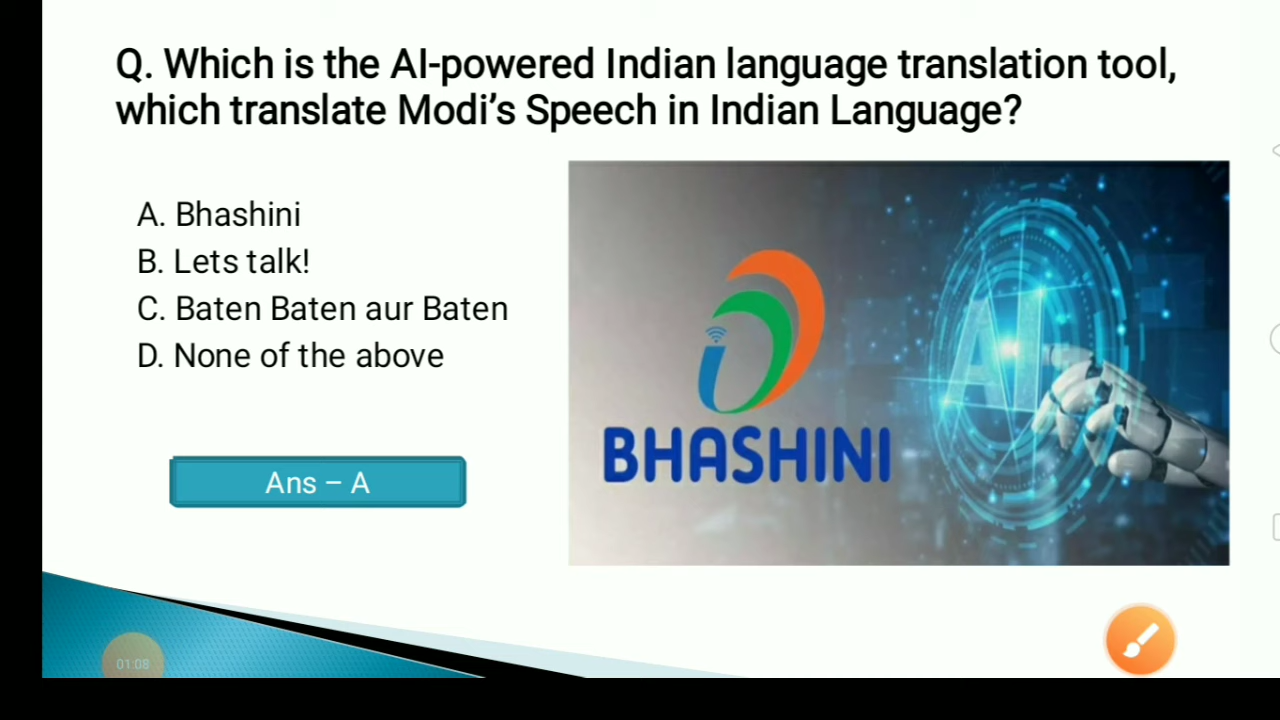 Q. Which is the AI-powered Indian language translation tool,
which translate Modi's Speech in Indian Language?
A. Bhashini
B. Lets talk!
C. Baten Baten aur Baten
D. None of the above
Ans – A
AI
BHASHINI
01:08